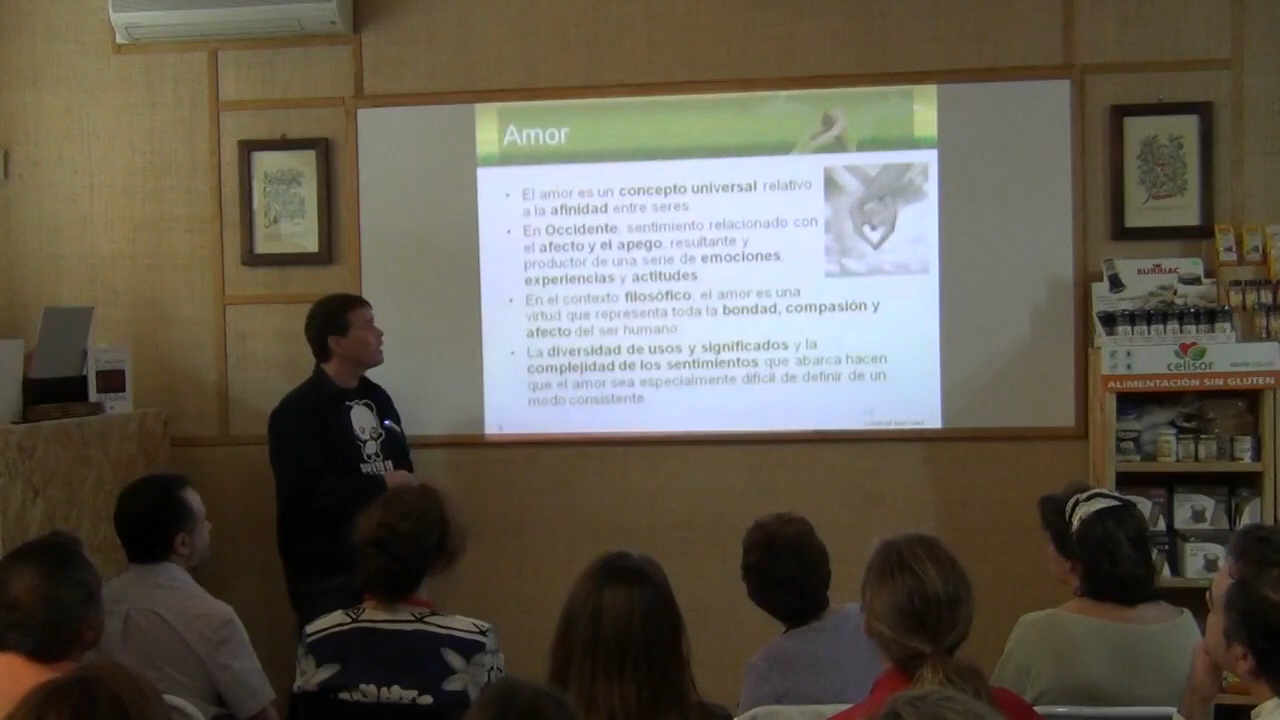 Amor
El amor es un concepto universal relativo
a la afinidad entre seres.
En Occidente, sentimiento relacionado con
el afecto y el apego, resultante y
productor de una serie de emociones,
experiencias y actitudes.
En el contexto filosófico, el amor es una
virtud que representa toda la bondad, compasión y
afecto del ser humano.
La diversidad de usos y significados y la
complejidad de los sentimientos que abarca hacen
que el amor sea especialmente difícil de definir de un
modo consistente.
BURRIAC
celisor
ALIMENTACIÓN SIN GLUTEN